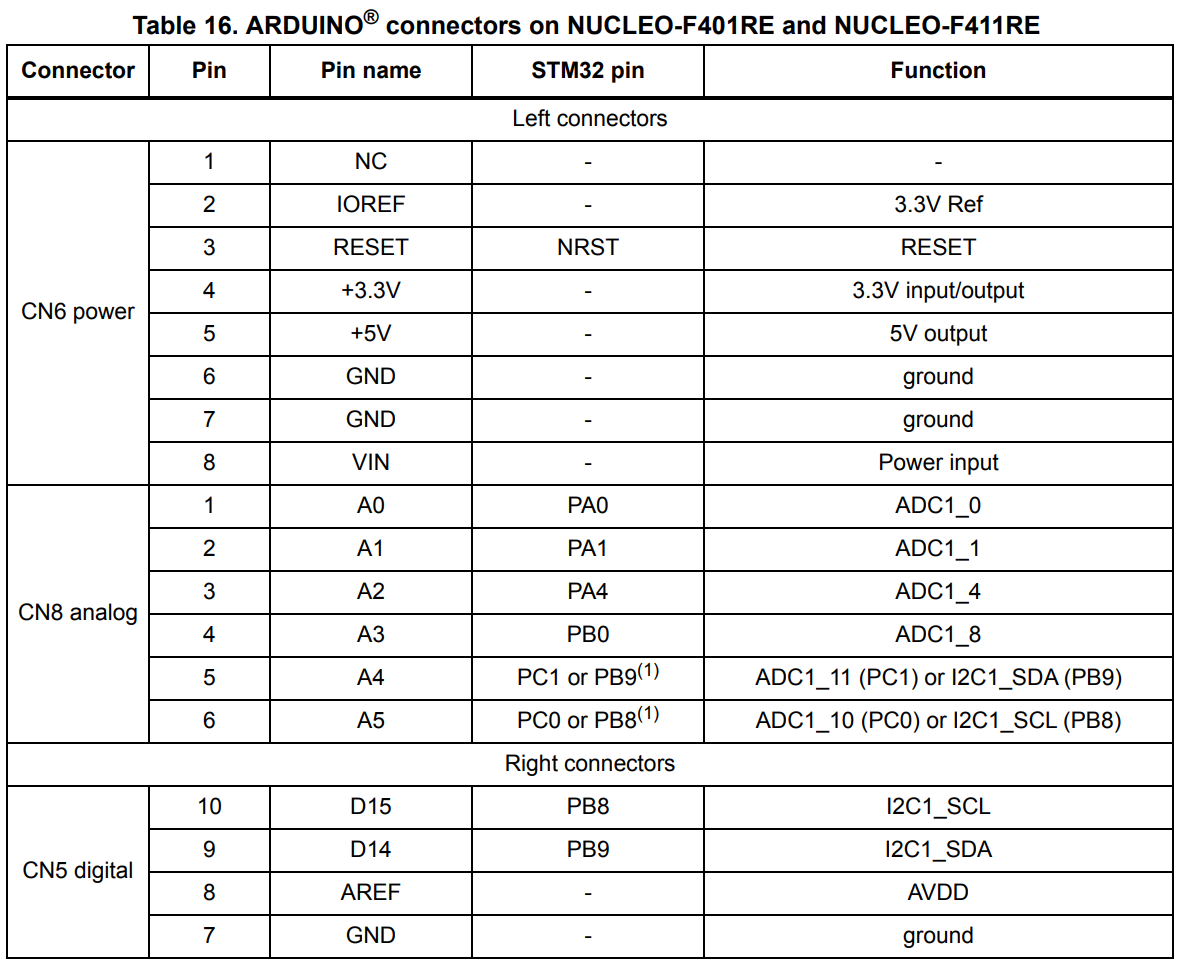 Table 16. ARDUINO® connectors on NUCLEO-F401RE and NUCLEO-F411RE
Connector Pin Pin name STM32 pin Function
Left connectors
CN6 power
1 NC - -
2 IOREF - 3.3V Ref
3 RESET NRST RESET
4 +3.3V - 3.3V input/output
5 +5V - 5V output
6 GND - ground
7 GND - ground
8 VIN - Power input
CN8 analog
1 A0 PA0 ADC1_0
2 A1 PA1 ADC1_1
3 A2 PA4 ADC1_4
4 A3 PB0 ADC1_8
5 A4 PC1 or PB9(1) ADC1_11 (PC1) or I2C1_SDA (PB9)
6 A5 PC0 or PB8(1) ADC1_10 (PC0) or I2C1_SCL (PB8)
Right connectors
CN5 digital
10 D15 PB8 I2C1_SCL
9 D14 PB9 I2C1_SDA
8 AREF - AVDD
7 GND - ground